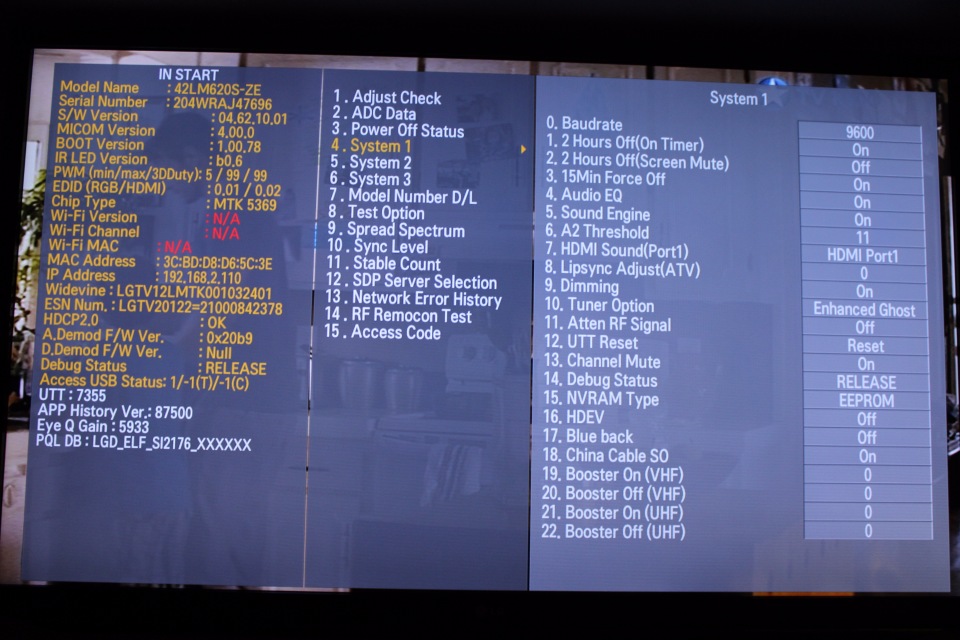 IN START
Model Name : 42LM620S-ZE
Serial Number : 204WRAJ47696
S/W Version : 04.62.10.01
MICOM Version : 4.00.0
BOOT Version : 1.00.78
IR LED Version : b0.6
PWM (min/max/3DDuty): 5 / 99 / 99
EDID (RGB/HDMI) : 0.01 / 0.02
Chip Type : MTK 5369
Wi-Fi Version : N/A
Wi-Fi Channel : N/A
Wi-Fi MAC : N/A
MAC Address : 3C:BD:D8:D6:5C:3E
IP Address : 192.168.2.110
Widevine : LGTV12LMTK001032401
ESN Num. : LGTV20122=21000842378
HDCP2.0 : OK
A.Demod F/W Ver. : 0x20b9
D.Demod F/W Ver. : Null
Debug Status : RELEASE
Access USB Status: 1/-1(T)/-1(C)
UTT : 7355
APP History Ver.: 87500
Eye Q Gain : 5933
PQL DB : LGD_ELF_SI2176_XXXXXX
1. Adjust Check
2. ADC Data
3. Power Off Status
4. System 1
5. System 2
6. System 3
7. Model Number D/L
8. Test Option
9. Spread Spectrum
10. Sync Level
11. Stable Count
12. SDP Server Selection
13. Network Error History
14. RF Remocon Test
15. Access Code
System 1
0. Baudrate 9600
1. 2 Hours Off(On Timer) On
2. 2 Hours Off(Screen Mute) Off
3. 15Min Force Off On
4. Audio EQ On
5. Sound Engine On
6. A2 Threshold 11
7. HDMI Sound(Port1) HDMI Port1
8. Lipsync Adjust(ATV) 0
9. Dimming On
10. Tuner Option Enhanced Ghost
11. Atten RF Signal Off
12. UTT Reset Reset
13. Channel Mute On
14. Debug Status RELEASE
15. NVRAM Type EEPROM
16. HDEV Off
17. Blue back Off
18. China Cable SO On
19. Booster On (VHF) 0
20. Booster Off (VHF) 0
21. Booster On (UHF) 0
22. Booster Off (UHF) 0